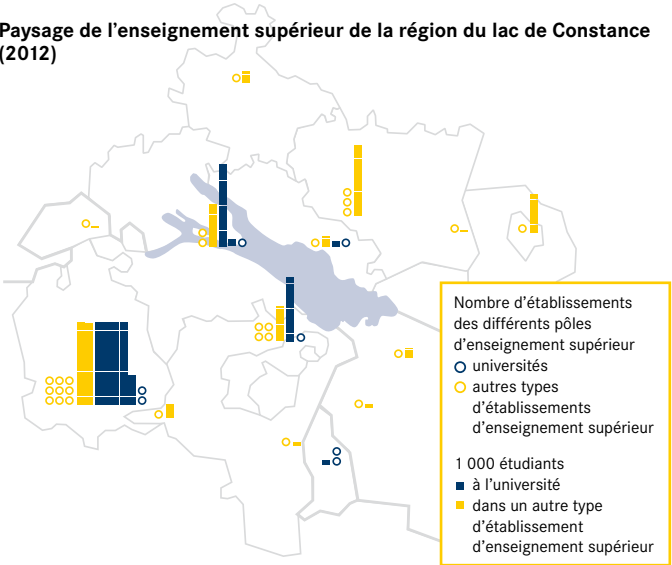 Paysage de l’enseignement supérieur de la région du lac de Constance
(2012)
Nombre d’établissements
des différents pôles
d’enseignement supérieur
universités
autres types
d’établissements
d’enseignement supérieur
1 000 étudiants
à l’université
dans un autre type
d’établissement
d’enseignement supérieur